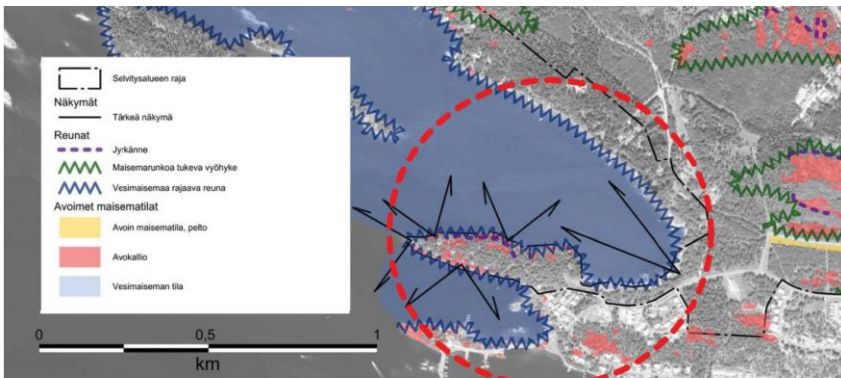 Selvitysalueen raja
Näkymät
Tärkeä näkymä
Reunat
Jyrkänne
Maisemarunkoa tukeva vyöhyke
Vesimaisemaa rajaava reuna
Avoimet maisematilat
Avoin maisematila, pelto
Avokallio
Vesimaiseman tila
0 0,5 1
km